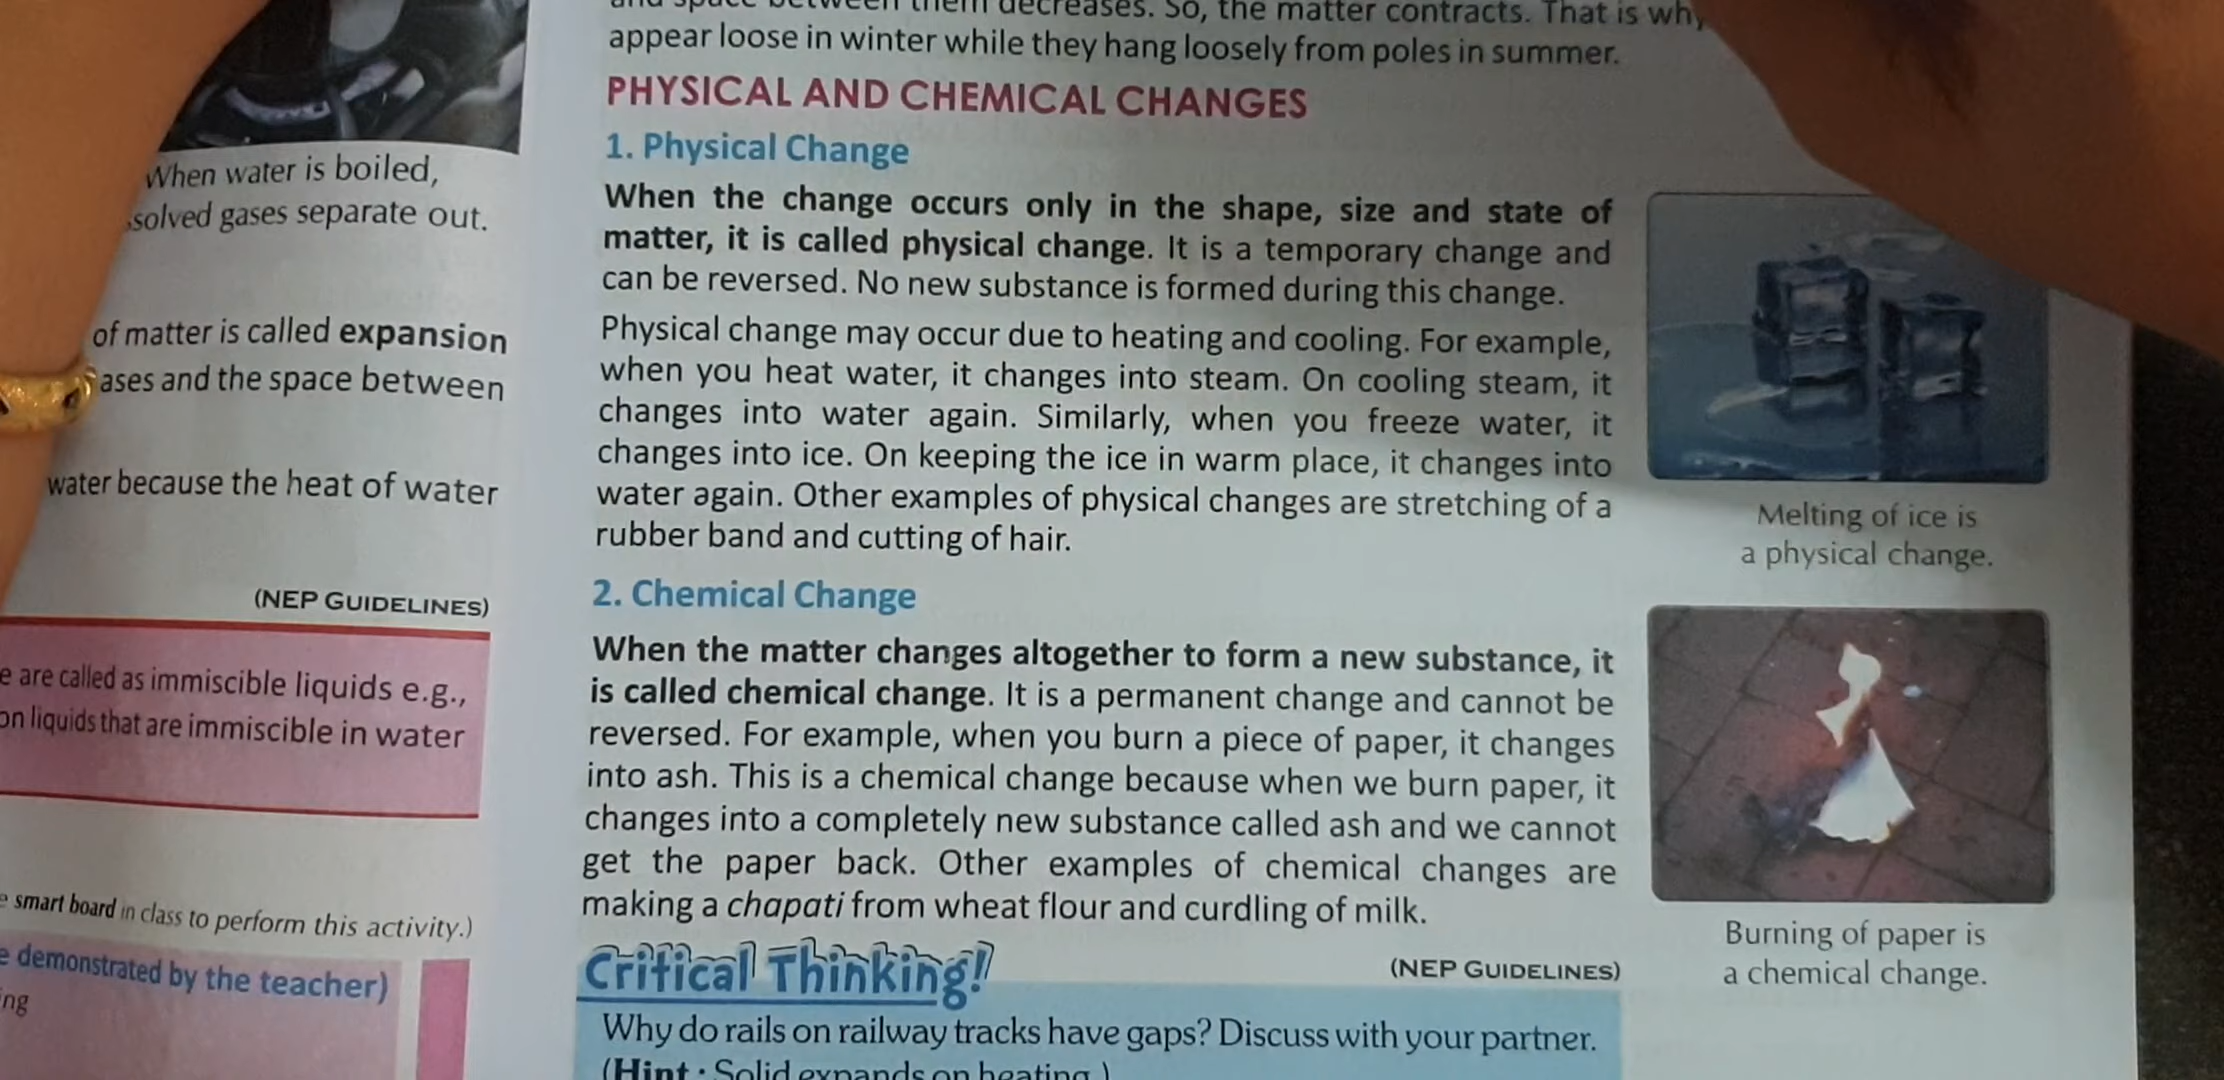 When water is boiled,
solved gases separate out.
of matter is called expansion
ases and the space between
water because the heat of water
(NEP GUIDELINES)
e are called as immiscible liquids e.g.,
on liquids that are immiscible in water
smart board in class to perform this activity.)
e demonstrated by the teacher)
ing
and space between them decreases. So, the matter contracts. That is why
appear loose in winter while they hang loosely from poles in summer.
PHYSICAL AND CHEMICAL CHANGES
1. Physical Change
When the change occurs only in the shape, size and state of
matter, it is called physical change. It is a temporary change and
can be reversed. No new substance is formed during this change.
Physical change may occur due to heating and cooling. For example,
when you heat water, it changes into steam. On cooling steam, it
changes into water again. Similarly, when you freeze water, it
changes into ice. On keeping the ice in warm place, it changes into
water again. Other examples of physical changes are stretching of a
rubber band and cutting of hair.
Melting of ice is
a physical change.
2. Chemical Change
When the matter changes altogether to form a new substance, it
is called chemical change. It is a permanent change and cannot be
reversed. For example, when you burn a piece of paper, it changes
into ash. This is a chemical change because when we burn paper, it
changes into a completely new substance called ash and we cannot
get the paper back. Other examples of chemical changes are
making a chapati from wheat flour and curdling of milk.
Burning of paper is
a chemical change.
Critical Thinking!
(NEP GUIDELINES)
Why do rails on railway tracks have gaps? Discuss with your partner.
(Hint : Solid expands on heating.)